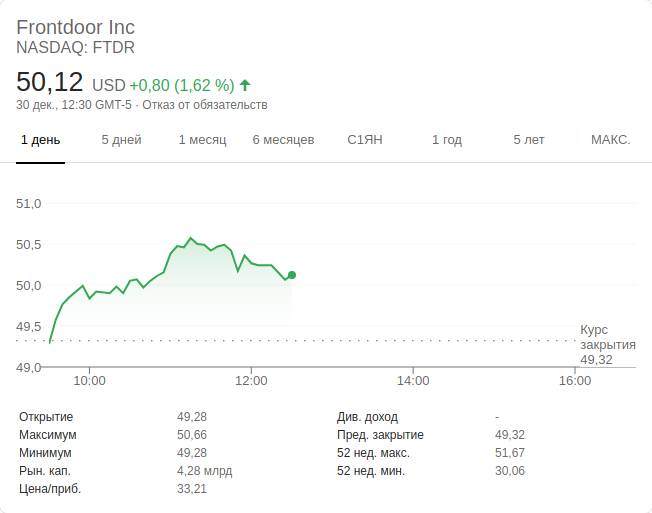 Frontdoor Inc
NASDAQ: FTDR
50,12 USD +0,80 (1,62 %)
30 дек., 12:30 GMT-5 · Отказ от обязательств
1 день 5 дней 1 месяц 6 месяцев С1ЯН 1 год 5 лет МАКС.
51,0
50,5
50,0
49,5
49,0
Курс
закрытия
49,32
10:00 12:00 14:00 16:00
Открытие 49,28
Максимум 50,66
Минимум 49,28
Рын. кап. 4,28 млрд
Цена/приб. 33,21
Див. доход -
Пред. закрытие 49,32
52 нед. макс. 51,67
52 нед. мин. 30,06